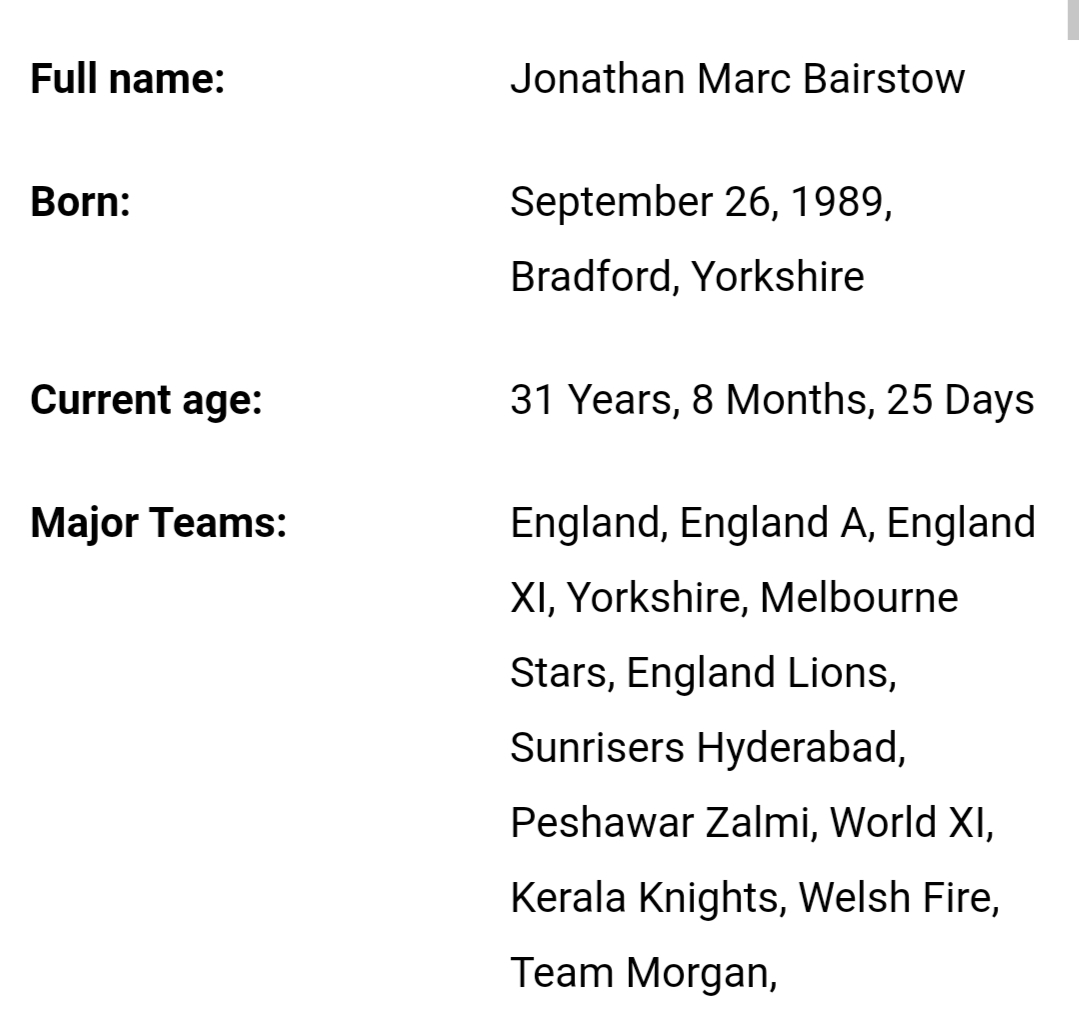 Full name: Jonathan Marc Bairstow
Born: September 26, 1989,
Bradford, Yorkshire
Current age: 31 Years, 8 Months, 25 Days
Major Teams: England, England A, England
XI, Yorkshire, Melbourne
Stars, England Lions,
Sunrisers Hyderabad,
Peshawar Zalmi, World XI,
Kerala Knights, Welsh Fire,
Team Morgan,